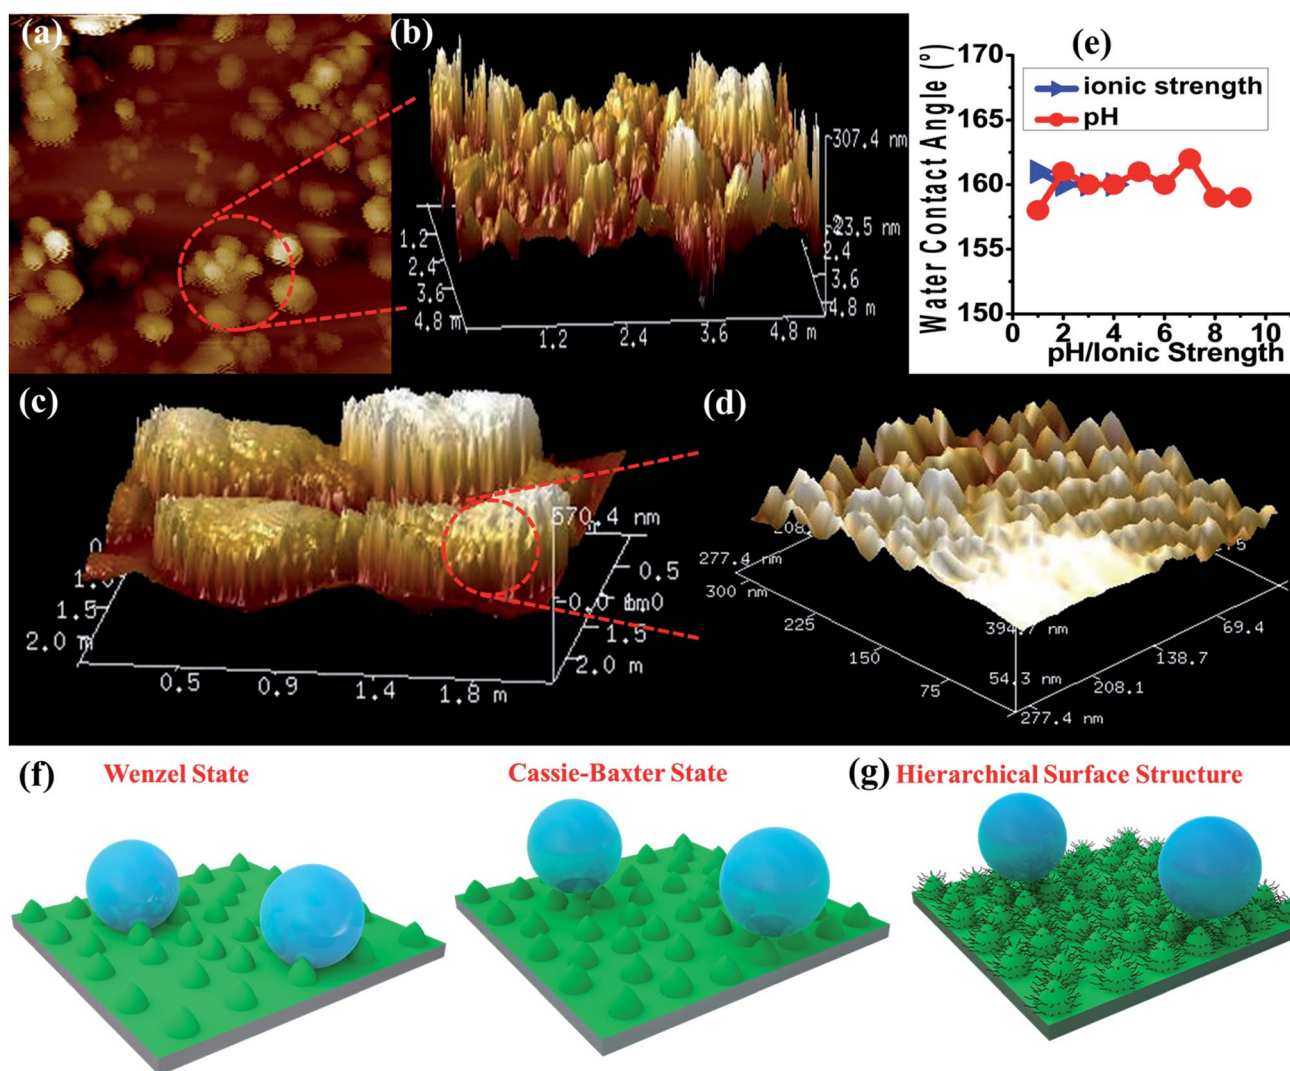 (a)
(b)
307.4 nm
23.5 nm
1.2
2.4
3.6
4.8 m
1.2
2.4
3.6
4.8 m
2.4
3.6
4.8 m
(e)
Water Contact Angle (°)
170
165
160
155
150
ionic strength
pH
0 2 4 6 8 10
pH/Ionic Strength
(c)
570.4 nm
0.5
1.5
2.0 m
0.5
0.9
1.4
1.8 m
1.5
2.0 m
(d)
277.4 nm
300 nm
225
150
75
394.7 nm
54.3 nm
277.4 nm
208.1
138.7
69.4
(f) Wenzel State
Cassie-Baxter State
(g) Hierarchical Surface Structure